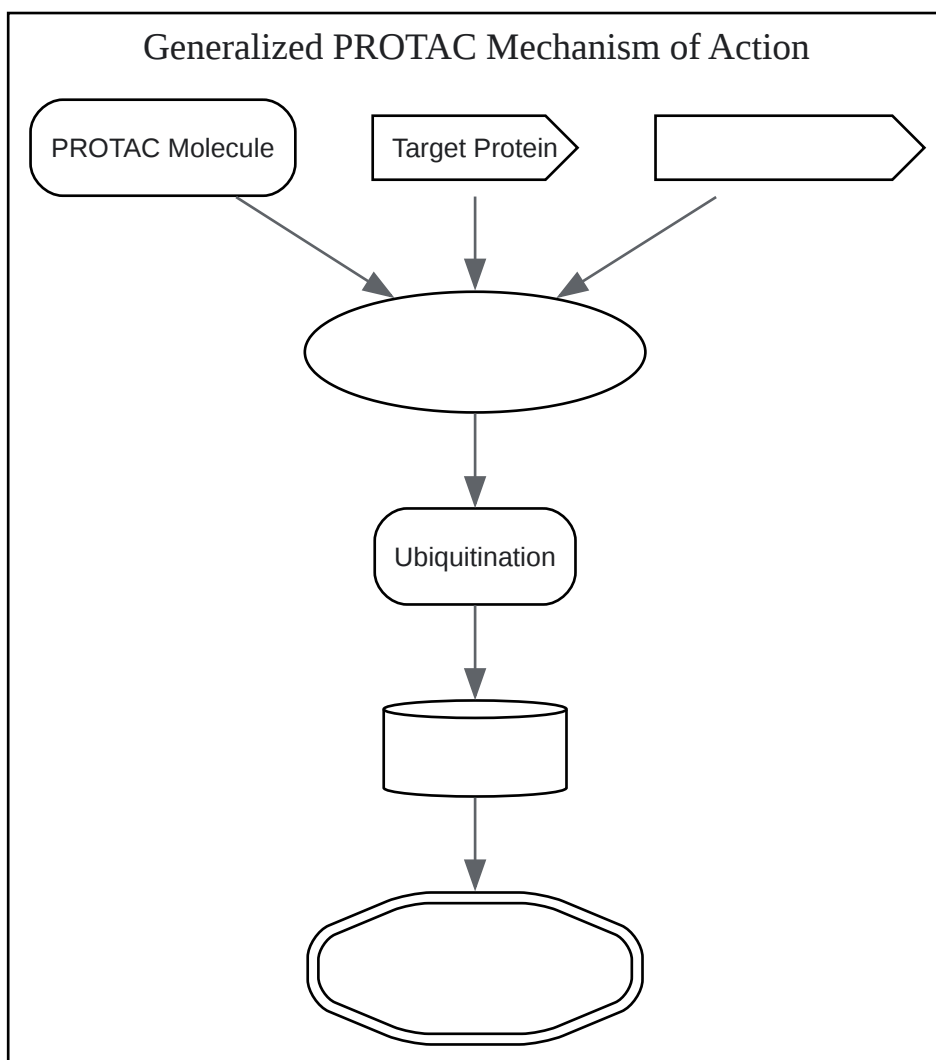 Generalized PROTAC Mechanism of Action
PROTAC Molecule
Target Protein
Ubiquitination